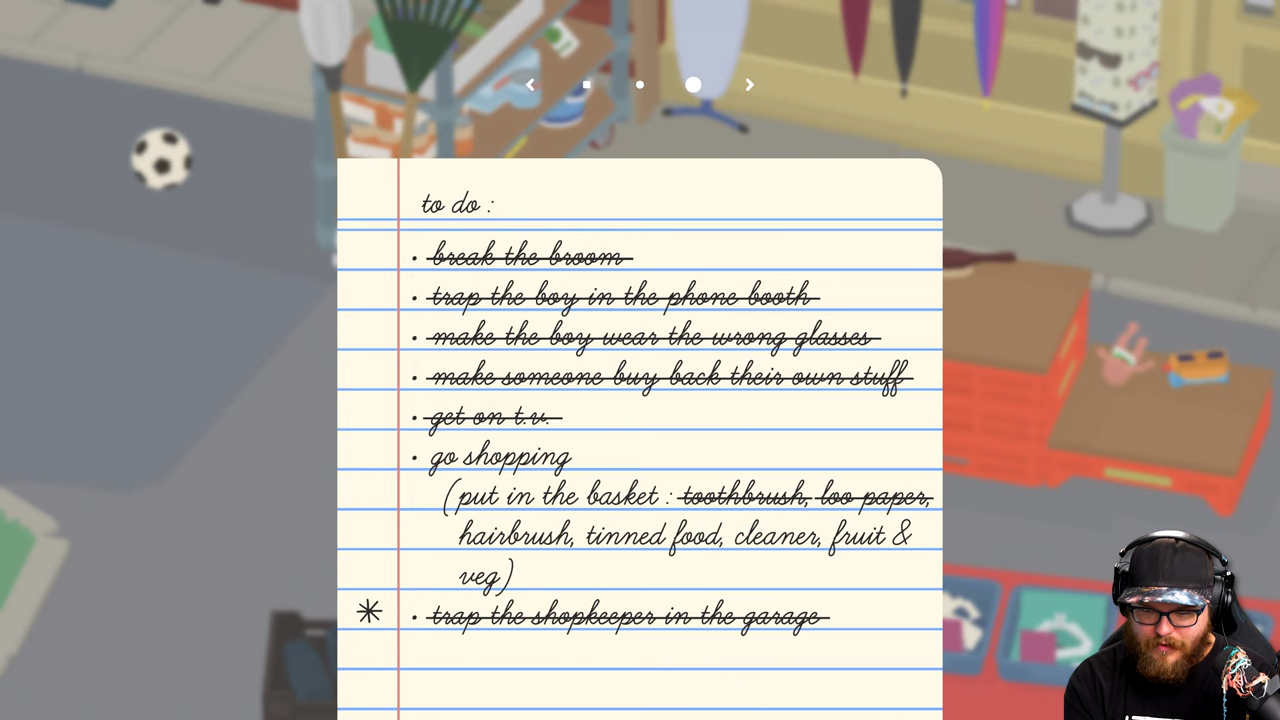 to do :
• break the broom
• trap the boy in the phone booth
• make the boy wear the wrong glasses
• make someone buy back their own stuff
• get on t.v.
• go shopping
(put in the basket : toothbrush, loo paper,
hairbrush, tinned food, cleaner, fruit &
veg)
* • trap the shopkeeper in the garage